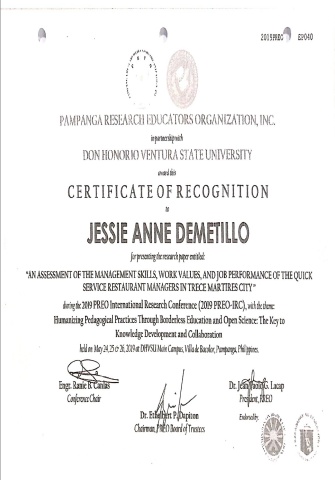 2019PREO EP040
PAMPANGA RESEARCH EDUCATORS ORGANIZATION, INC.
in partnership with
DON HONORIO VENTURA STATE UNIVERSITY
award this
CERTIFICATE OF RECOGNITION
to
JESSIE ANNE DEMETILLO
for presenting the research paper entitled:
"AN ASSESSMENT OF THE MANAGEMENT SKILLS, WORK VALUES, AND JOB PERFORMANCE OF THE QUICK
SERVICE RESTAURANT MANAGERS IN TRECE MARTIRES CITY"
during the 2019 PREO International Research Conference (2019 PREO-IRC), with the theme:
Humanizing Pedagogical Practices Through Borderless Education and Open Science: The Key to
Knowledge Development and Collaboration
held on May 24, 25 & 26, 2019 at DHVSU Main Campus, Villa de Bacolor, Pampanga, Philippines.
Engr. Ranie B. Canlas
Conference Chair
Dr. G. Lacap
President, PREO
Dr. P. Dapiton
Chairman, PREO Board of Trustees
Endorsed by: